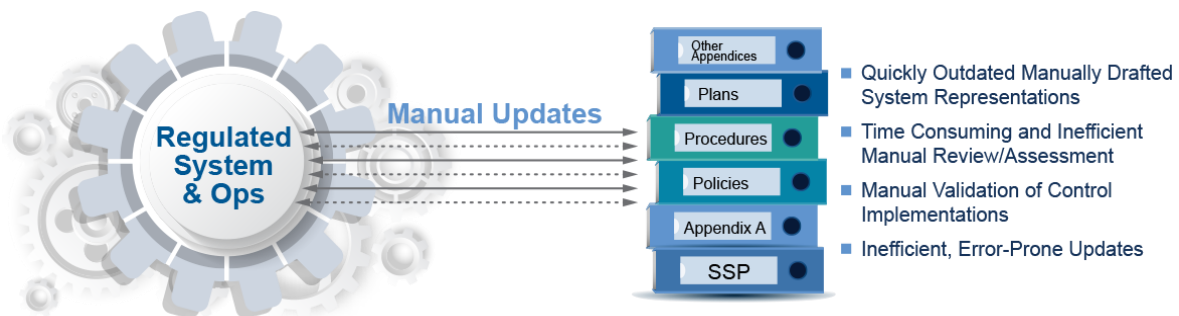 Regulated
System
& Ops
Manual Updates
Other
Appendices
Plans
Procedures
Policies
Appendix A
SSP
Quickly Outdated Manually Drafted
System Representations
Time Consuming and Inefficient
Manual Review/Assessment
Manual Validation of Control
Implementations
Inefficient, Error-Prone Updates